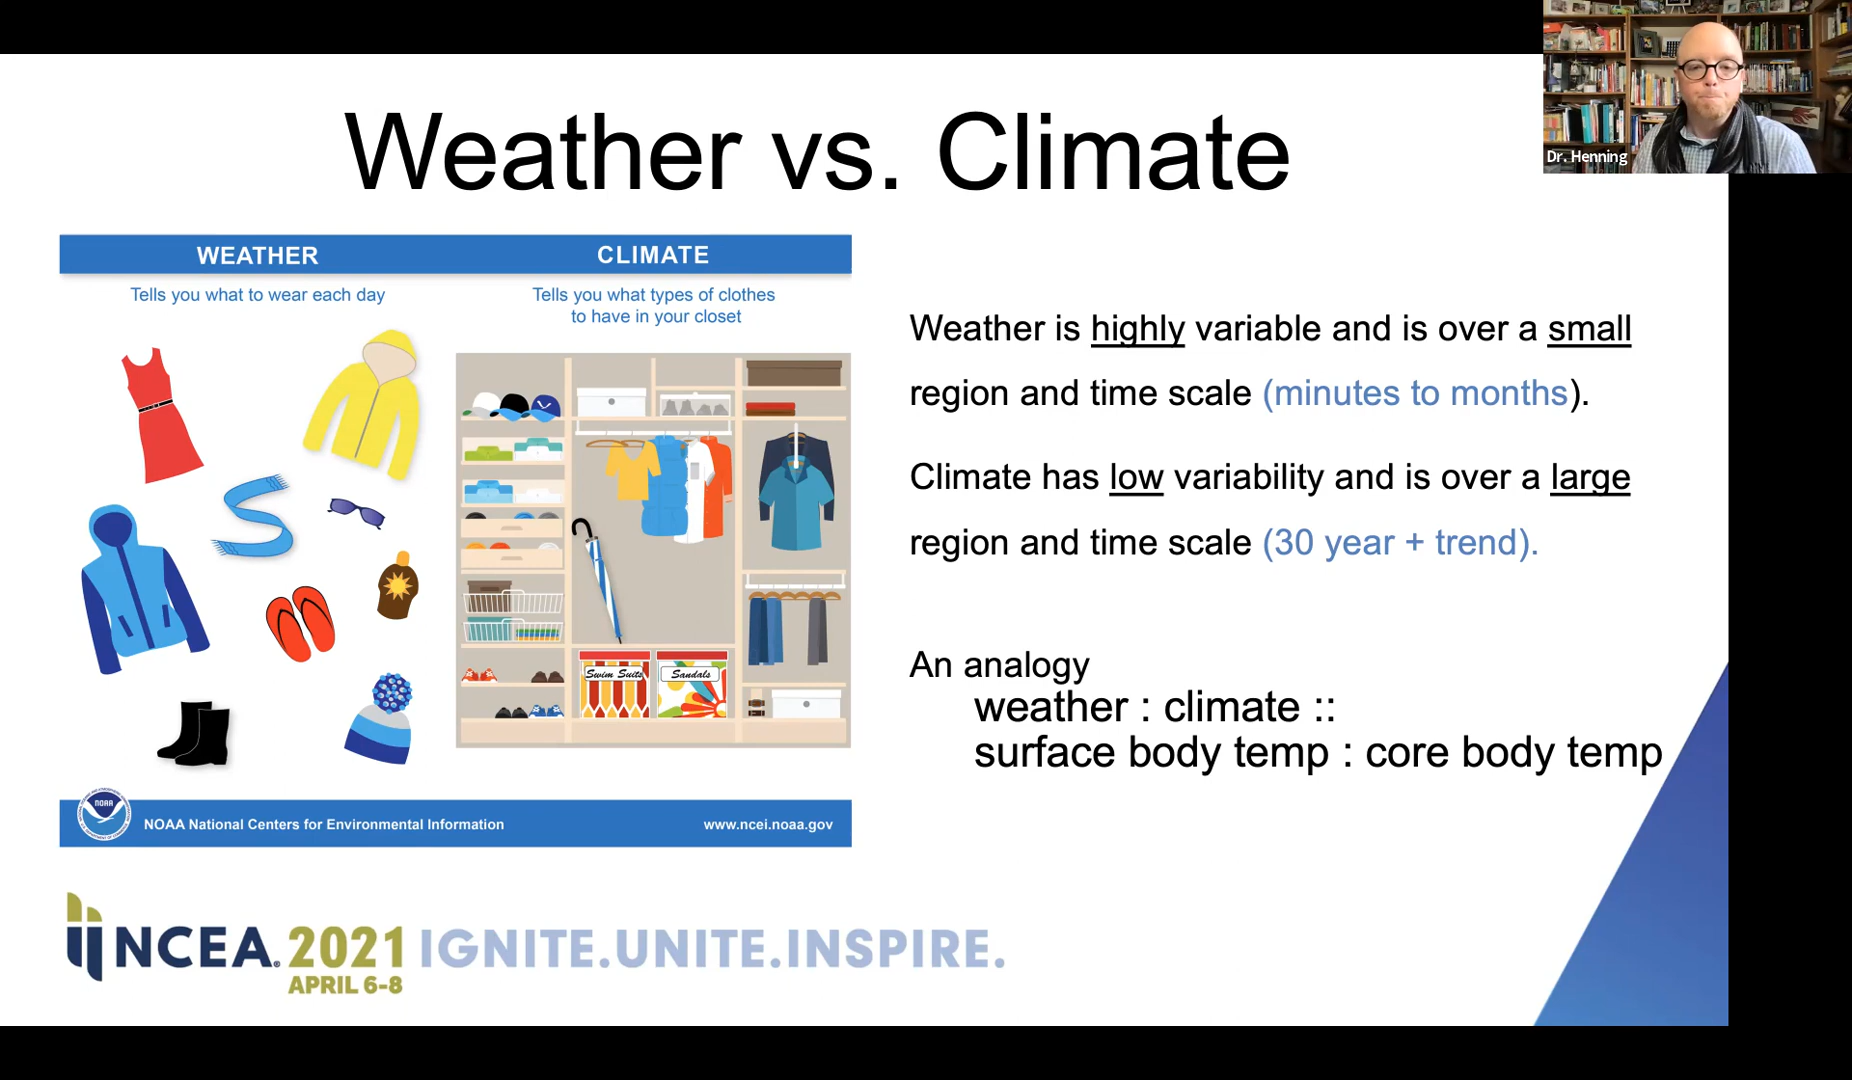 Dr. Henning
Weather vs. Climate
WEATHER
Tells you what to wear each day
CLIMATE
Tells you what types of clothes
to have in your closet
Swim Suits
Sandals
NOAA
NOAA National Centers for Environmental Information
www.ncei.noaa.gov
Weather is highly variable and is over a small
region and time scale (minutes to months).
Climate has low variability and is over a large
region and time scale (30 year + trend).
An analogy
weather : climate ::
surface body temp : core body temp
NCEA. 2021 IGNITE.UNITE.INSPIRE.
APRIL 6-8